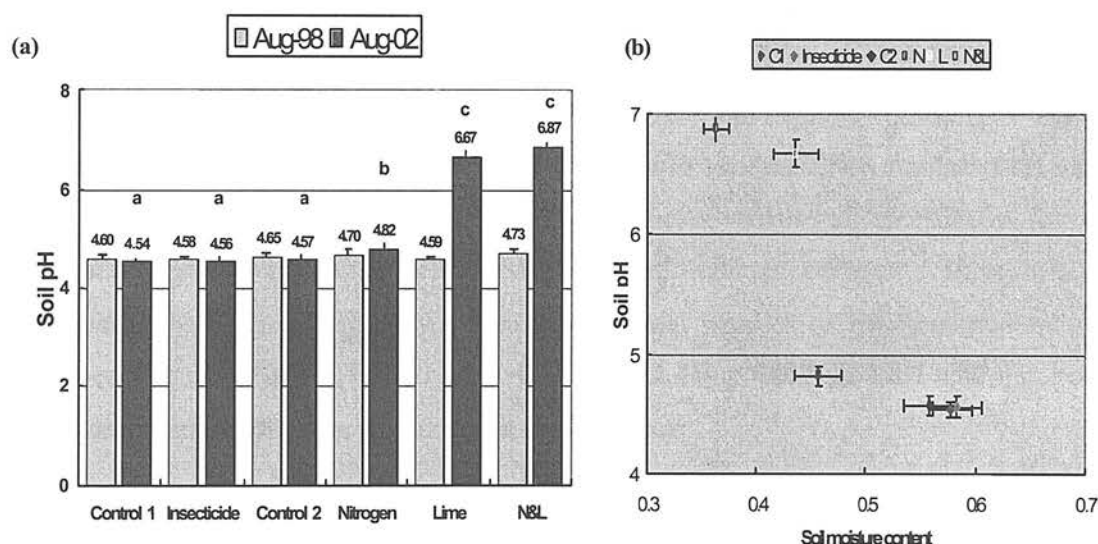 (a)
Aug-98 Aug-02
Soil pH
8
6
4
2
0
a a a b c c
4.60 4.54 4.58 4.56 4.65 4.57 4.70 4.82 4.59 6.67 4.73 6.87
Control 1 Insecticide Control 2 Nitrogen Lime N&L
(b)
C1 Insecticide C2 N L N&L
Soil pH
7
6
5
4
0.3 0.4 0.5 0.6 0.7
Soil moisture content